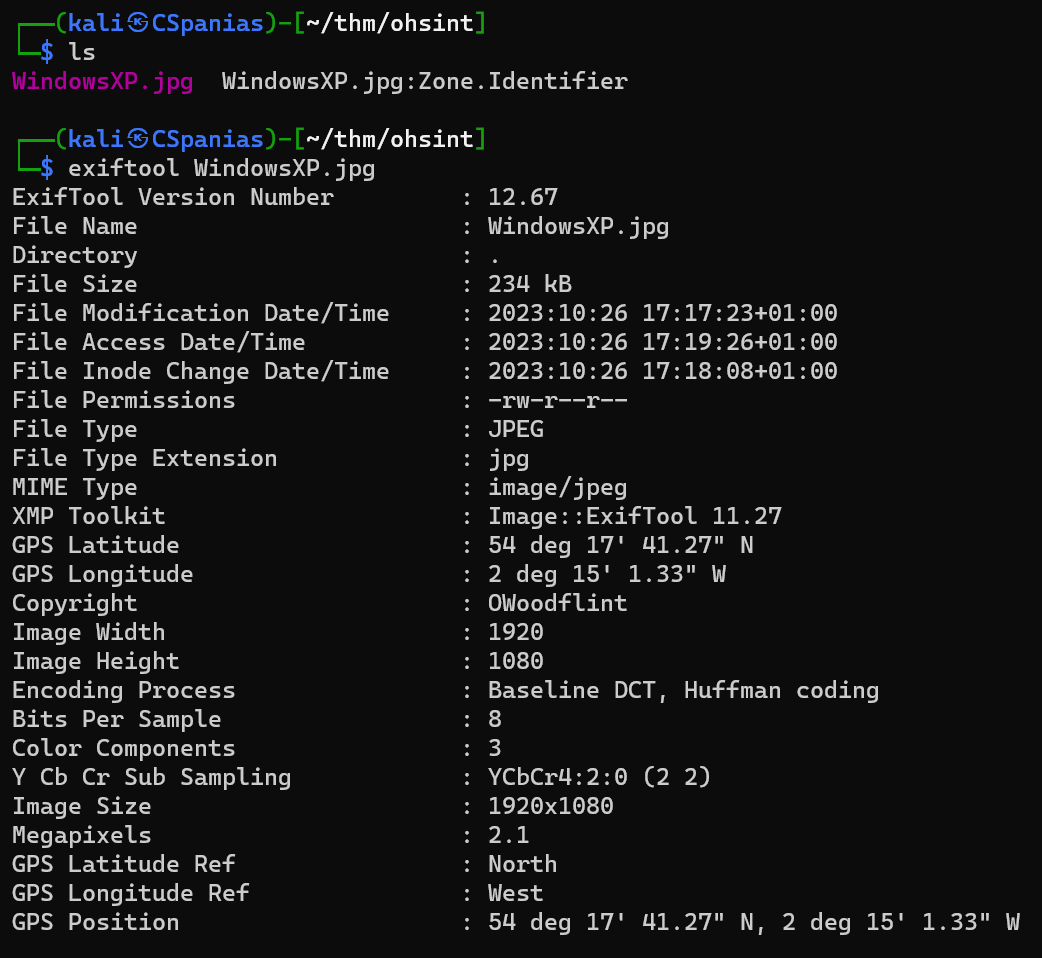 ┌──(kali㉿CSpanias)-[~/thm/ohsint]
└─$ ls
WindowsXP.jpg  WindowsXP.jpg:Zone.Identifier
┌──(kali㉿CSpanias)-[~/thm/ohsint]
└─$ exiftool WindowsXP.jpg
ExifTool Version Number         : 12.67
File Name                       : WindowsXP.jpg
Directory                       : .
File Size                       : 234 kB
File Modification Date/Time     : 2023:10:26 17:17:23+01:00
File Access Date/Time           : 2023:10:26 17:19:26+01:00
File Inode Change Date/Time     : 2023:10:26 17:18:08+01:00
File Permissions                : -rw-r--r--
File Type                       : JPEG
File Type Extension             : jpg
MIME Type                       : image/jpeg
XMP Toolkit                     : Image::ExifTool 11.27
GPS Latitude                    : 54 deg 17' 41.27" N
GPS Longitude                   : 2 deg 15' 1.33" W
Copyright                       : OWoodflint
Image Width                     : 1920
Image Height                    : 1080
Encoding Process                : Baseline DCT, Huffman coding
Bits Per Sample                 : 8
Color Components                : 3
Y Cb Cr Sub Sampling            : YCbCr4:2:0 (2 2)
Image Size                      : 1920x1080
Megapixels                      : 2.1
GPS Latitude Ref                : North
GPS Longitude Ref               : West
GPS Position                    : 54 deg 17' 41.27" N, 2 deg 15' 1.33" W